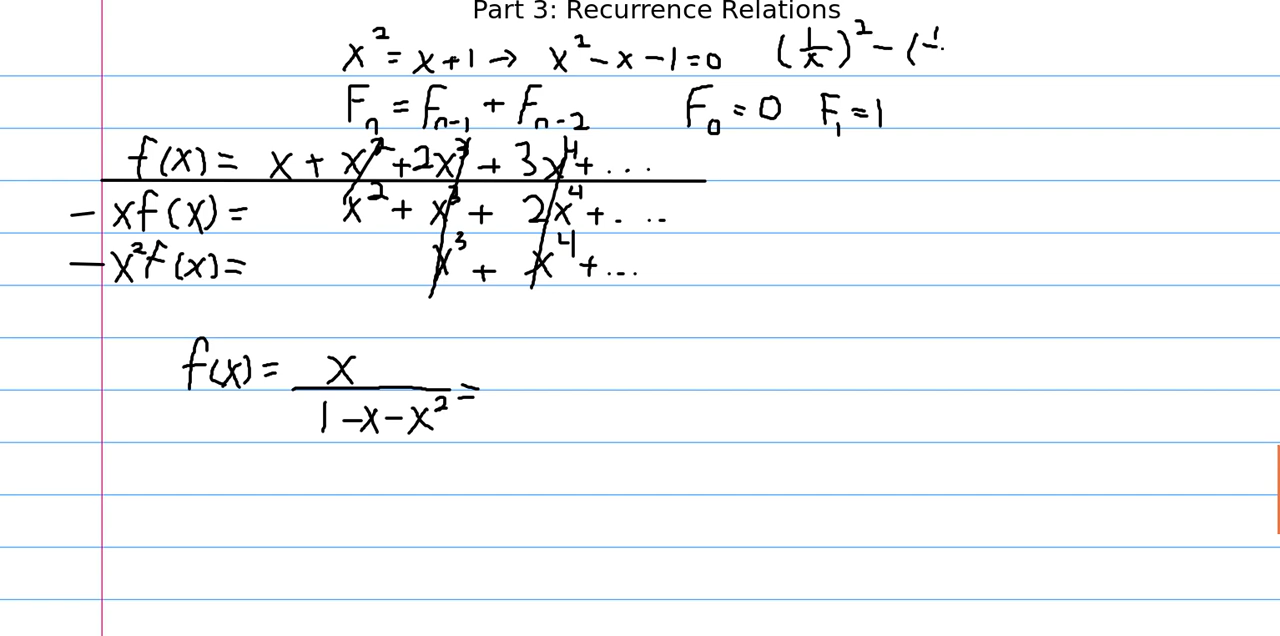 Part 3: Recurrence Relations
x² = x + 1 → x² − x − 1 = 0 (1/x)² − (1
Fₙ = Fₙ₋₁ + Fₙ₋₂ F₀ = 0 F₁ = 1
f(x) = x + x² + 2x³ + 3x⁴ + ...
− xf(x) = x² + x³ + 2x⁴ + ...
− x²f(x) = x³ + x⁴ + ...
f(x) = x / (1 − x − x²) =